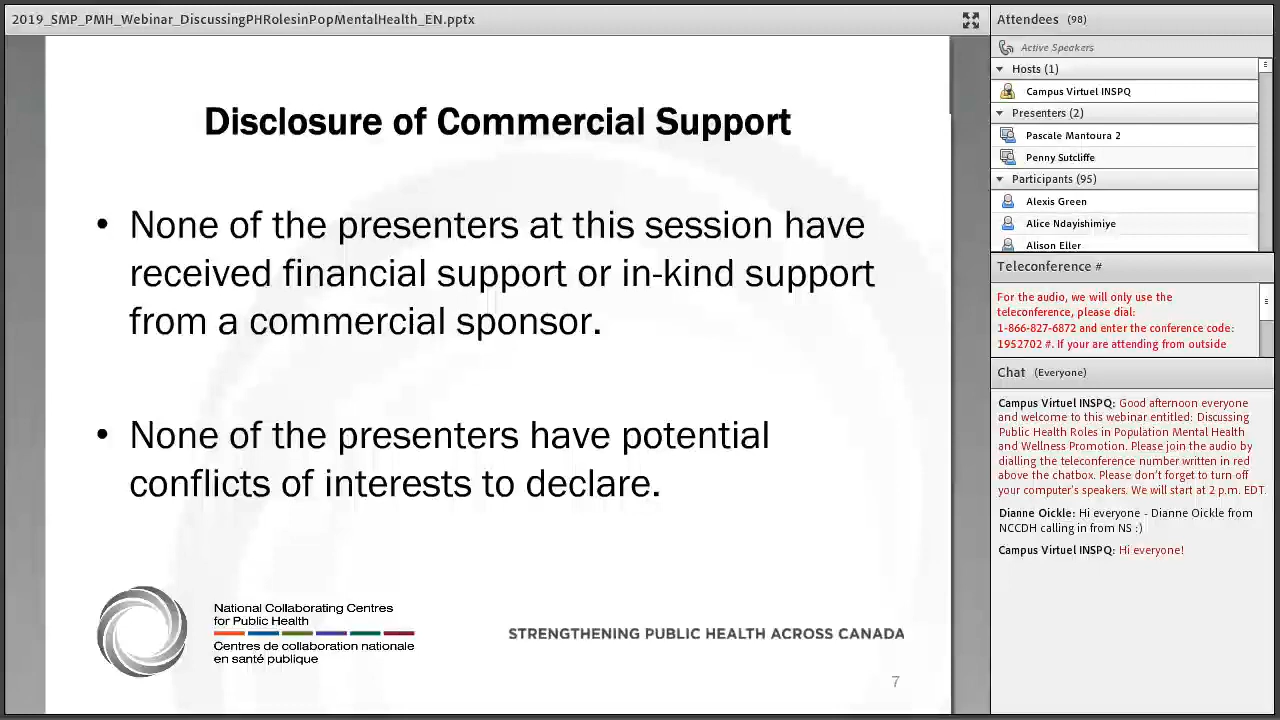 2019_SMP_PMH_Webinar_DiscussingPHRolesinPopMentalHealth_EN.pptx
Disclosure of Commercial Support
• None of the presenters at this session have
received financial support or in-kind support
from a commercial sponsor.
• None of the presenters have potential
conflicts of interests to declare.
National Collaborating Centres
for Public Health
Centres de collaboration nationale
en santé publique
STRENGTHENING PUBLIC HEALTH ACROSS CANADA
7
Attendees (98)
Active Speakers
Hosts (1)
Campus Virtuel INSPQ
Presenters (2)
Pascale Mantoura 2
Penny Sutcliffe
Participants (95)
Alexis Green
Alice Ndayishimiye
Alison Eller
Teleconference #
For the audio, we will only use the
teleconference, please dial:
1-866-827-6872 and enter the conference code:
1952702 #. If your are attending from outside
Chat (Everyone)
Campus Virtuel INSPQ: Good afternoon everyone
and welcome to this webinar entitled: Discussing
Public Health Roles in Population Mental Health
and Wellness Promotion. Please join the audio by
dialling the teleconference number written in red
above the chatbox. Please don't forget to turn off
your computer's speakers. We will start at 2 p.m. EDT.
Dianne Oickle: Hi everyone - Dianne Oickle from
NCCDH calling in from NS :)
Campus Virtuel INSPQ: Hi everyone!